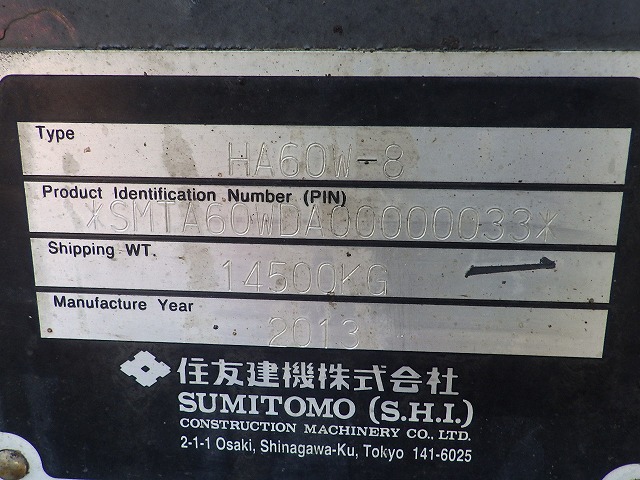 Type
HA60W-8
Product Identification Number (PIN)
*SMTA60WDA00000033*
Shipping WT.
14500KG
Manufacture Year
2013
住友建機株式会社
SUMITOMO (S.H.I.)
CONSTRUCTION MACHINERY CO., LTD.
2-1-1 Osaki, Shinagawa-Ku, Tokyo 141-6025